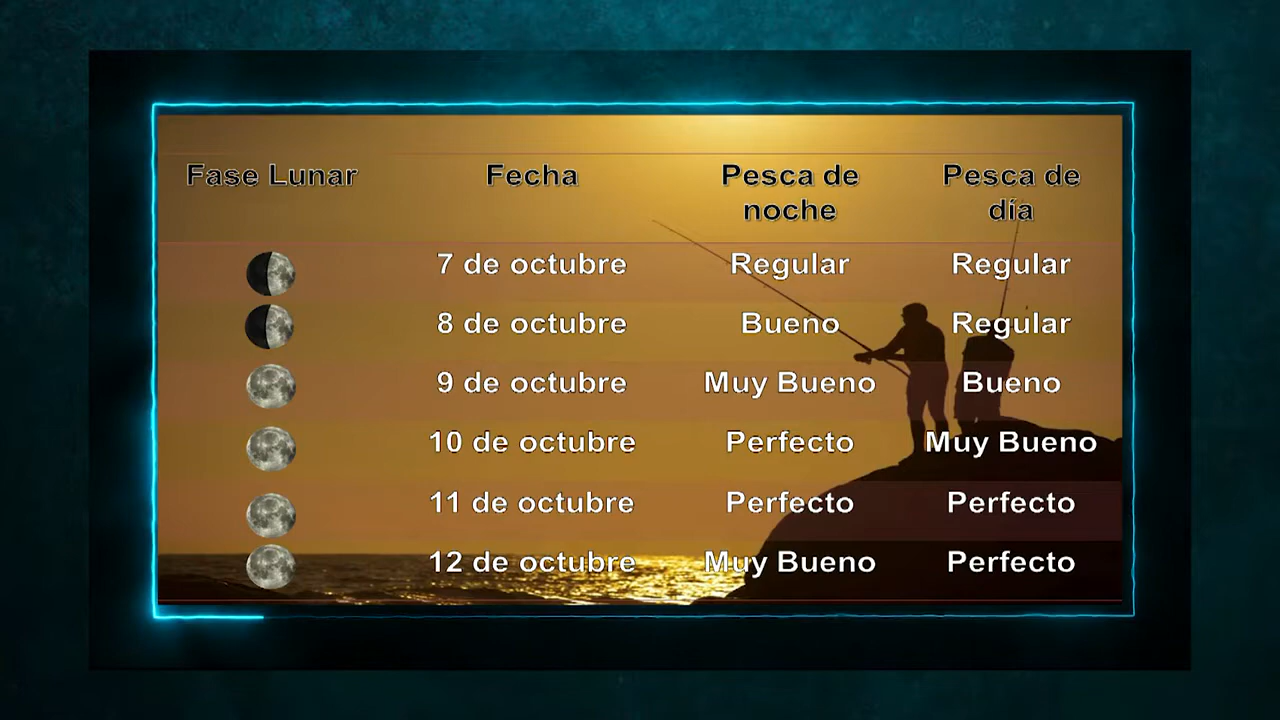 Fase Lunar Fecha Pesca de noche Pesca de día
7 de octubre Regular Regular
8 de octubre Bueno Regular
9 de octubre Muy Bueno Bueno
10 de octubre Perfecto Muy Bueno
11 de octubre Perfecto Perfecto
12 de octubre Muy Bueno Perfecto